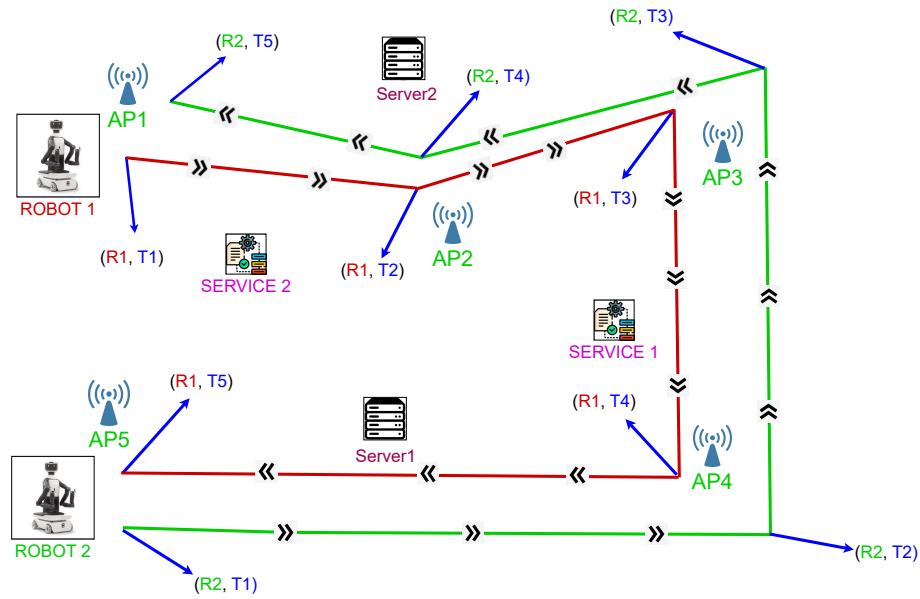 (R2, T3)
(R2, T5)
(R2, T4)
Server2
AP1
AP3
ROBOT 1
(R1, T3)
(R1, T1)
AP2
(R1, T2)
SERVICE 2
SERVICE 1
(R1, T5)
(R1, T4)
AP5
Server1
AP4
ROBOT 2
(R2, T2)
(R2, T1)